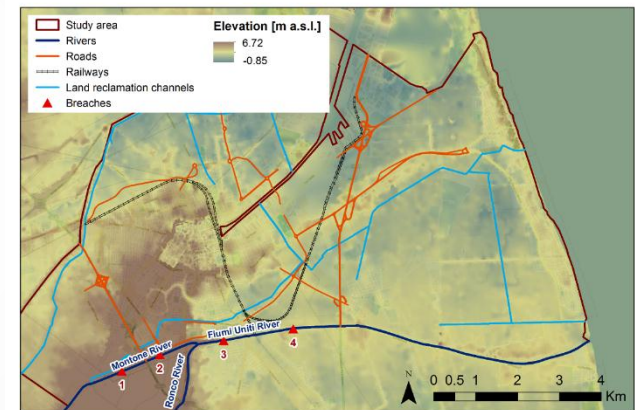 Study area
Rivers
Roads
Railways
Land reclamation channels
Breaches
Elevation [m a.s.l.]
6.72
-0.85
Montone River
Ronco River
Fiumi Uniti River
1
2
3
4
N
0 0.5 1 2 3 4
Km